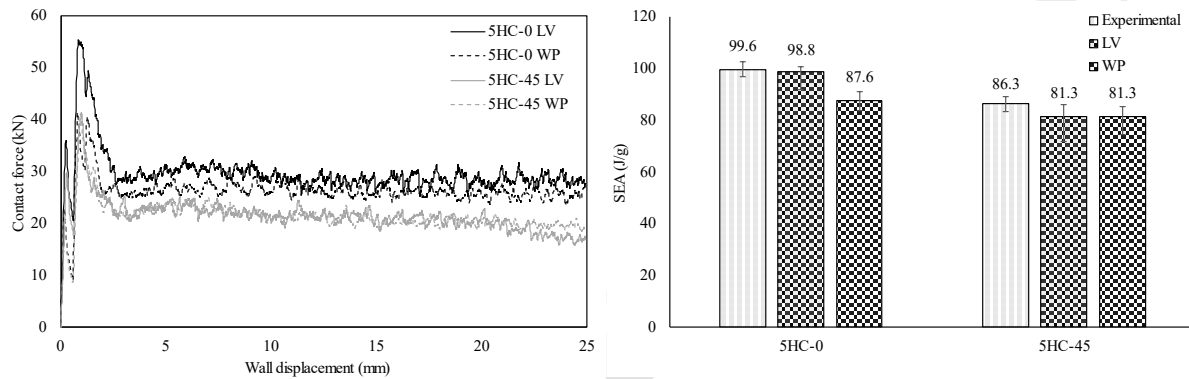 60
50
40
30
20
10
0
Contact force (kN)
0
5
10
15
20
25
Wall displacement (mm)
5HC-0 LV
5HC-0 WP
5HC-45 LV
5HC-45 WP
120
100
80
60
40
20
0
SEA (J/g)
Experimental
LV
WP
99.6
98.8
87.6
86.3
81.3
81.3
5HC-0
5HC-45